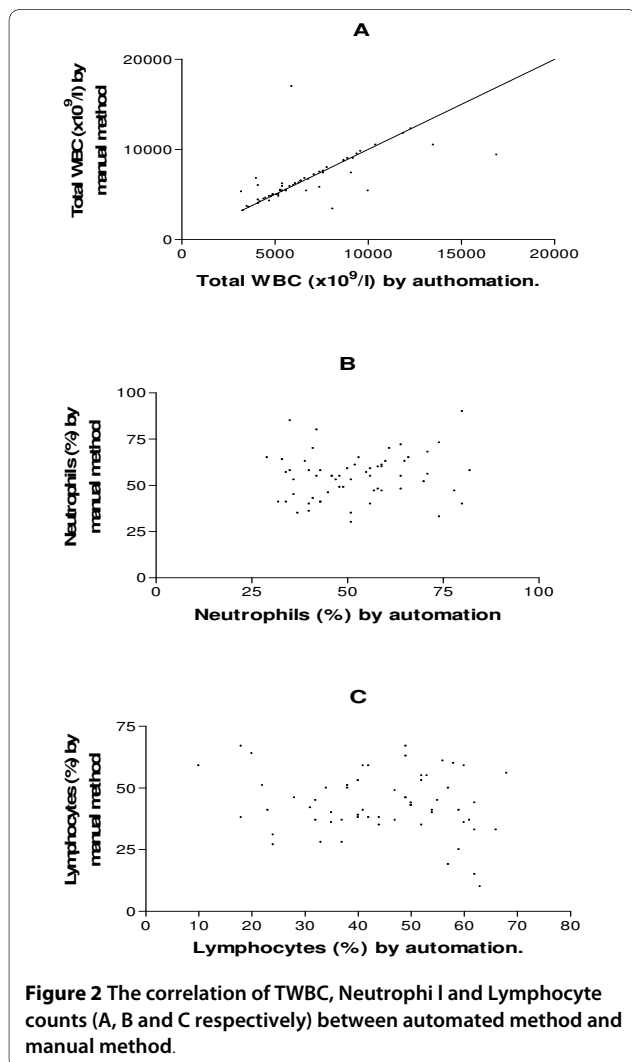 A
20000
10000
0
Total WBC (x10⁹/l) by
manual method
0 5000 10000 15000 20000
Total WBC (x10⁹/l) by authomation.
B
100
75
50
25
0
Neutrophils (%) by
manual method
0 25 50 75 100
Neutrophils (%) by automation
C
75
50
25
0
Lymphocytes (%) by
manual method
0 10 20 30 40 50 60 70 80
Lymphocytes (%) by automation.
Figure 2 The correlation of TWBC, Neutrophi l and Lymphocyte
counts (A, B and C respectively) between automated method and
manual method.